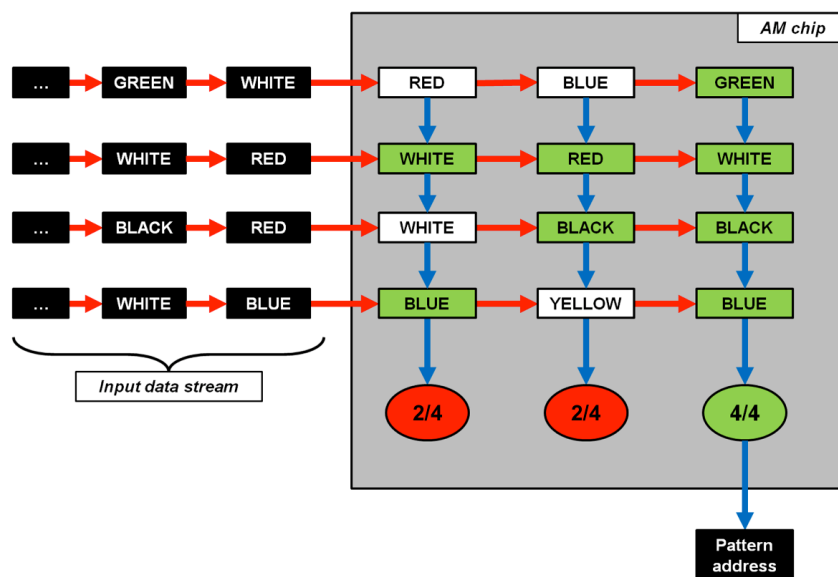 AM chip
... GREEN WHITE RED BLUE GREEN
... WHITE RED WHITE RED WHITE
... BLACK RED WHITE BLACK BLACK
... WHITE BLUE BLUE YELLOW BLUE
Input data stream
2/4 2/4 4/4
Pattern
address